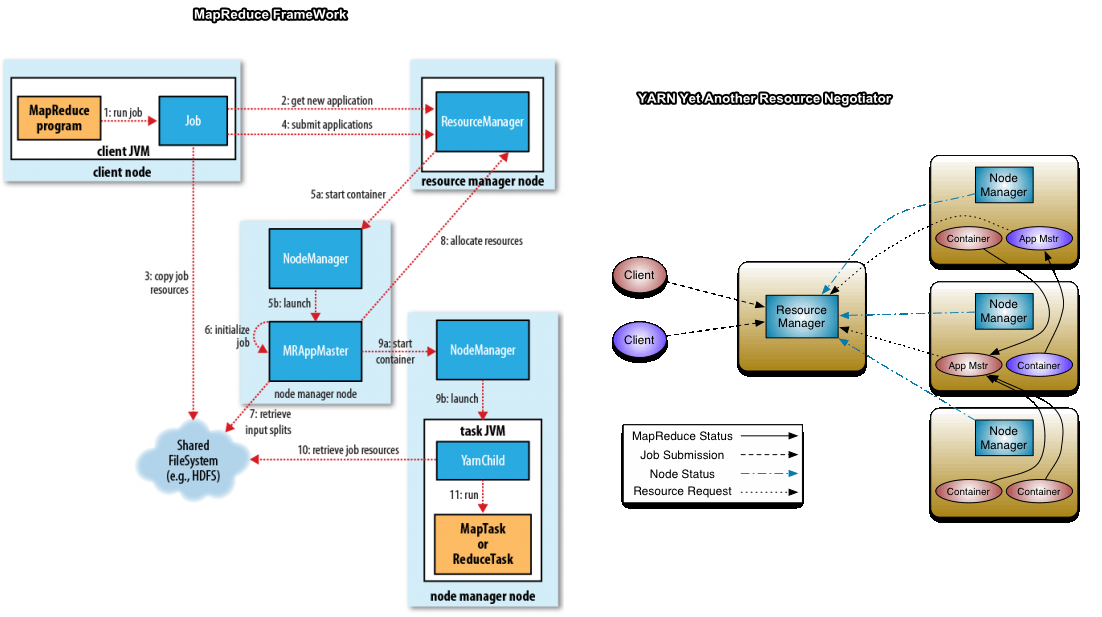 MapReduce FrameWork
MapReduce
program
1: run job
Job
client JVM
client node
2: get new application
4: submit applications
ResourceManager
resource manager node
5a: start container
3: copy job
resources
NodeManager
5b: launch
6: initialize
job
MRAppMaster
node manager node
8: allocate resources
9a: start
container
NodeManager
9b: launch
7: retrieve
input splits
Shared
FileSystem
(e.g., HDFS)
10: retrieve job resources
task JVM
YarnChild
11: run
MapTask
or
ReduceTask
node manager node
YARN Yet Another Resource Negotiator
Client
Client
Resource
Manager
Node
Manager
Container
App Mstr
Node
Manager
App Mstr
Container
Node
Manager
Container
Container
MapReduce Status
Job Submission
Node Status
Resource Request